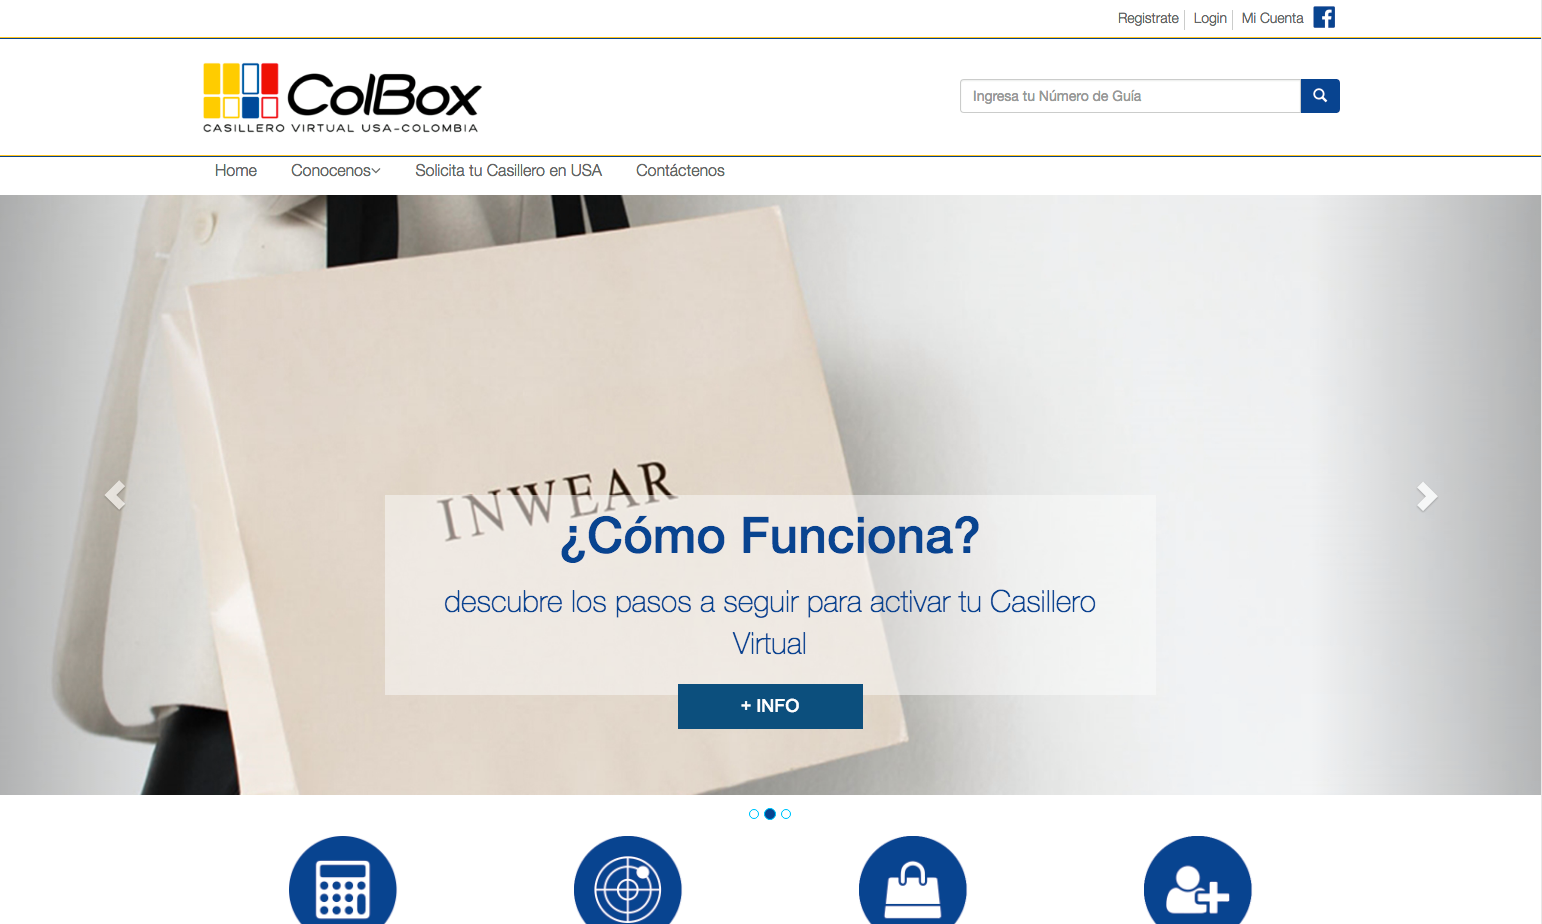 Registrate
Login
Mi Cuenta
ColBox
CASILLERO VIRTUAL USA-COLOMBIA
Ingresa tu Número de Guía
Home
Conocenos
Solicita tu Casillero en USA
Contáctenos
INWEAR
¿Cómo Funciona?
descubre los pasos a seguir para activar tu Casillero
Virtual
+ INFO